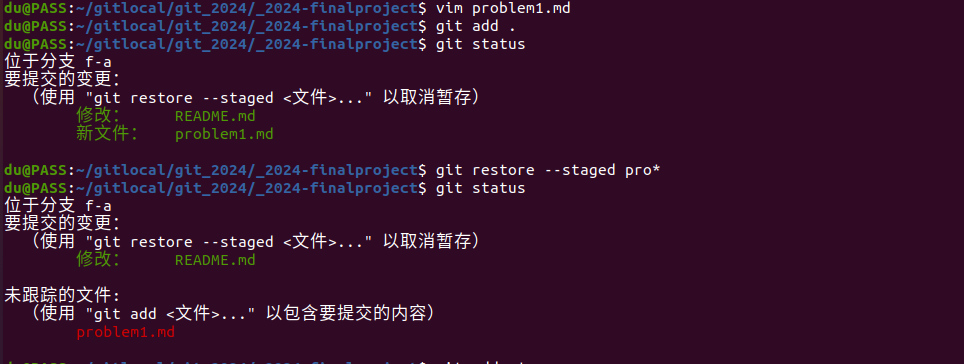 du@PASS:~/gitlocal/git_2024/_2024-finalproject$ vim problem1.md
du@PASS:~/gitlocal/git_2024/_2024-finalproject$ git add .
du@PASS:~/gitlocal/git_2024/_2024-finalproject$ git status
位于分支 f-a
要提交的变更：
（使用 "git restore --staged <文件>..." 以取消暂存）
修改： README.md
新文件： problem1.md
du@PASS:~/gitlocal/git_2024/_2024-finalproject$ git restore --staged pro*
du@PASS:~/gitlocal/git_2024/_2024-finalproject$ git status
位于分支 f-a
要提交的变更：
（使用 "git restore --staged <文件>..." 以取消暂存）
修改： README.md
未跟踪的文件:
（使用 "git add <文件>..." 以包含要提交的内容）
problem1.md